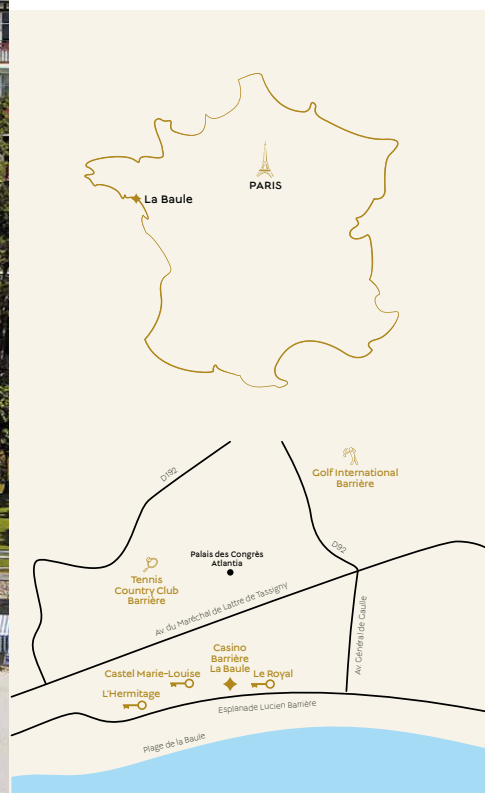 PARIS
La Baule
Golf International
Barrière
D192
D92
Palais des Congrès
Atlantia
Tennis
Country Club
Barrière
Av du Maréchal de Lattre de Tassigny
Av. Général de Gaulle
Casino
Barrière
La Baule
Castel Marie-Louise
Le Royal
L'Hermitage
Esplanade Lucien Barrière
Plage de la Baule